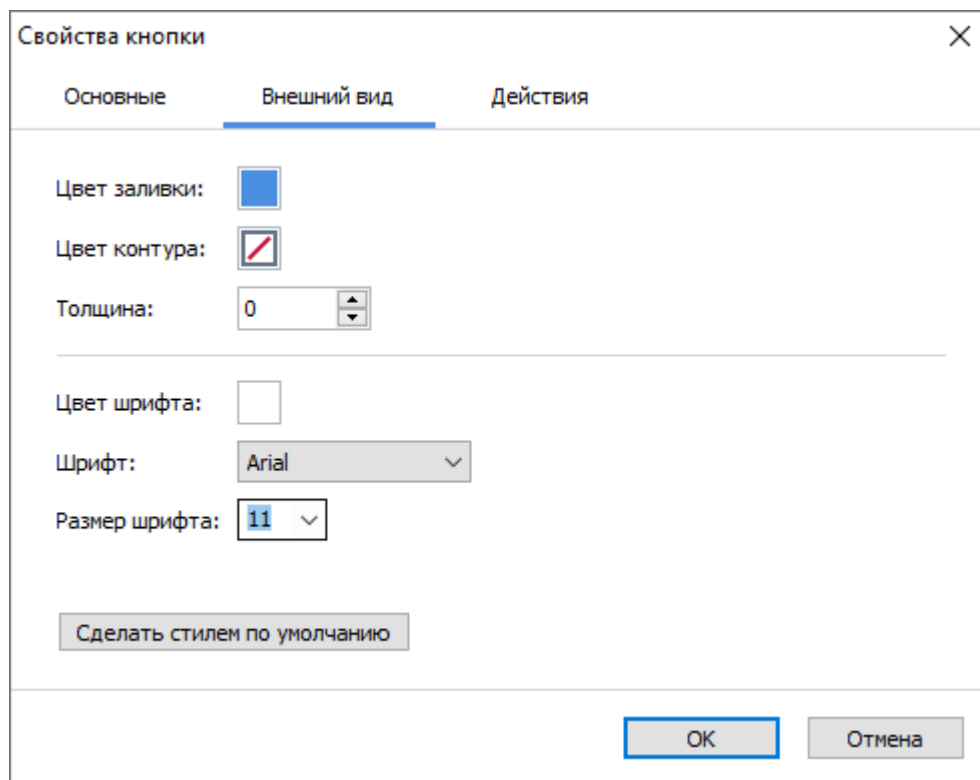 Свойства кнопки
Основные Внешний вид Действия
Цвет заливки:
Цвет контура:
Толщина: 0
Цвет шрифта:
Шрифт: Arial
Размер шрифта: 11
Сделать стилем по умолчанию
ОК Отмена